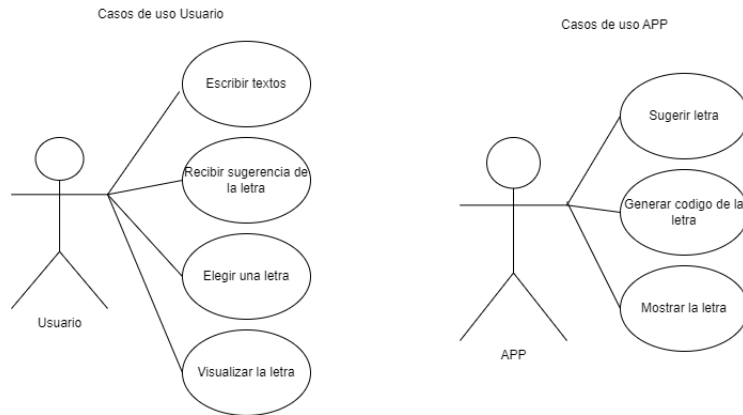 Casos de uso Usuario
Escribir textos
Recibir sugerencia de
la letra
Elegir una letra
Visualizar la letra
Usuario
Casos de uso APP
Sugerir letra
Generar codigo de la
letra
Mostrar la letra
APP